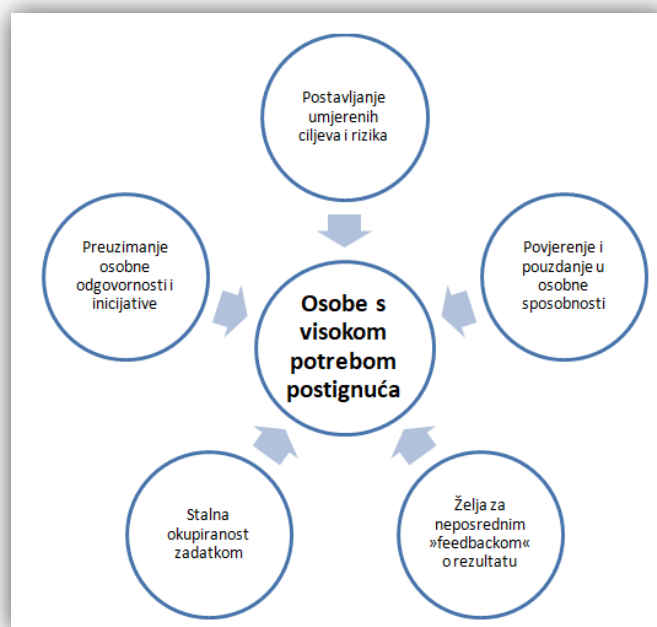 Postavljanje
umjerenih
ciljeva i rizika
Povjerenje i
pouzdanje u
osobne
sposobnosti
Želja za
neposrednim
»feedbackom«
o rezultatu
Stalna
okupiranost
zadatkom
Preuzimanje
osobne
odgovornosti i
inicijative
Osobe s
visokom
potrebom
postignuća